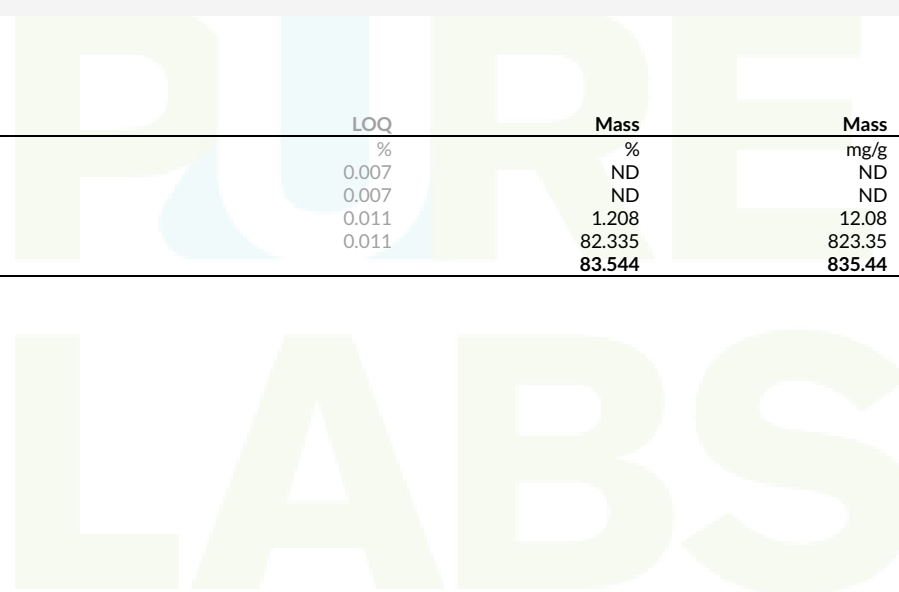 PURE
LOQ Mass Mass
% % mg/g
0.007 ND ND
0.007 ND ND
0.011 1.208 12.08
0.011 82.335 823.35
83.544 835.44
LABS